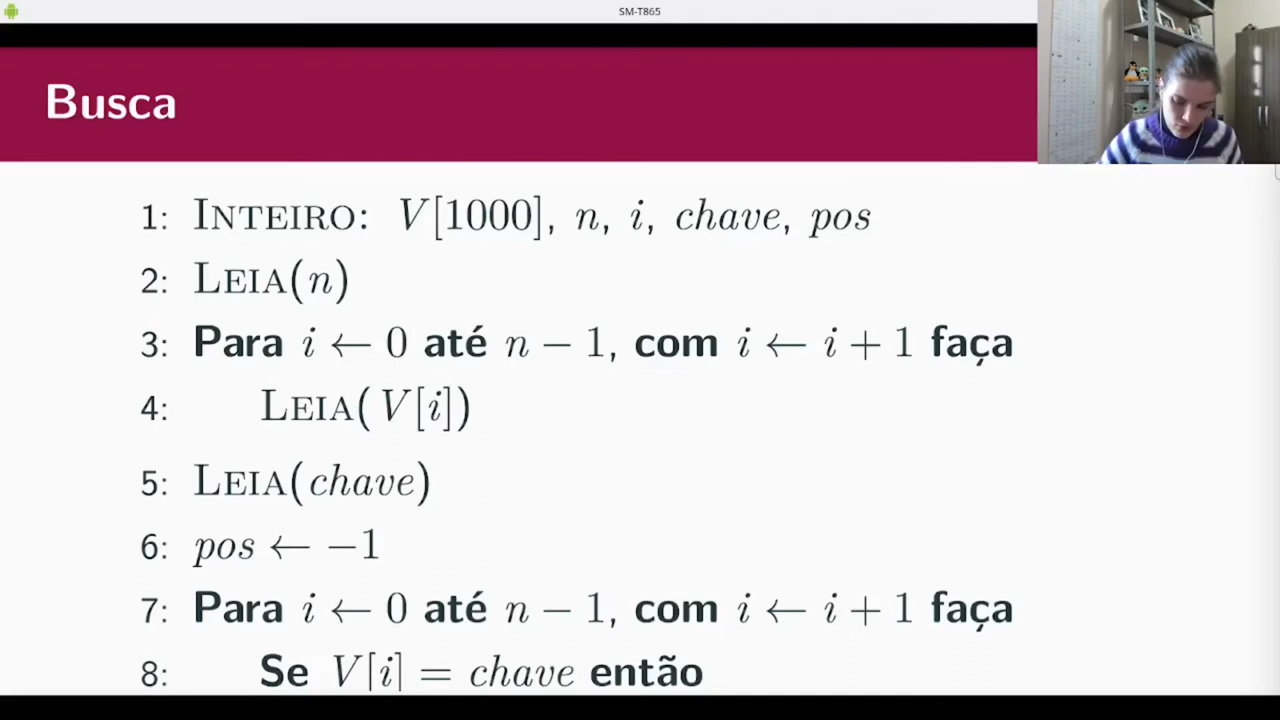 SM-T865
Busca
1: INTEIRO: V[1000], n, i, chave, pos
2: LEIA(n)
3: Para i ← 0 até n − 1, com i ← i + 1 faça
4: LEIA(V[i])
5: LEIA(chave)
6: pos ← −1
7: Para i ← 0 até n − 1, com i ← i + 1 faça
8: Se V[i] = chave então